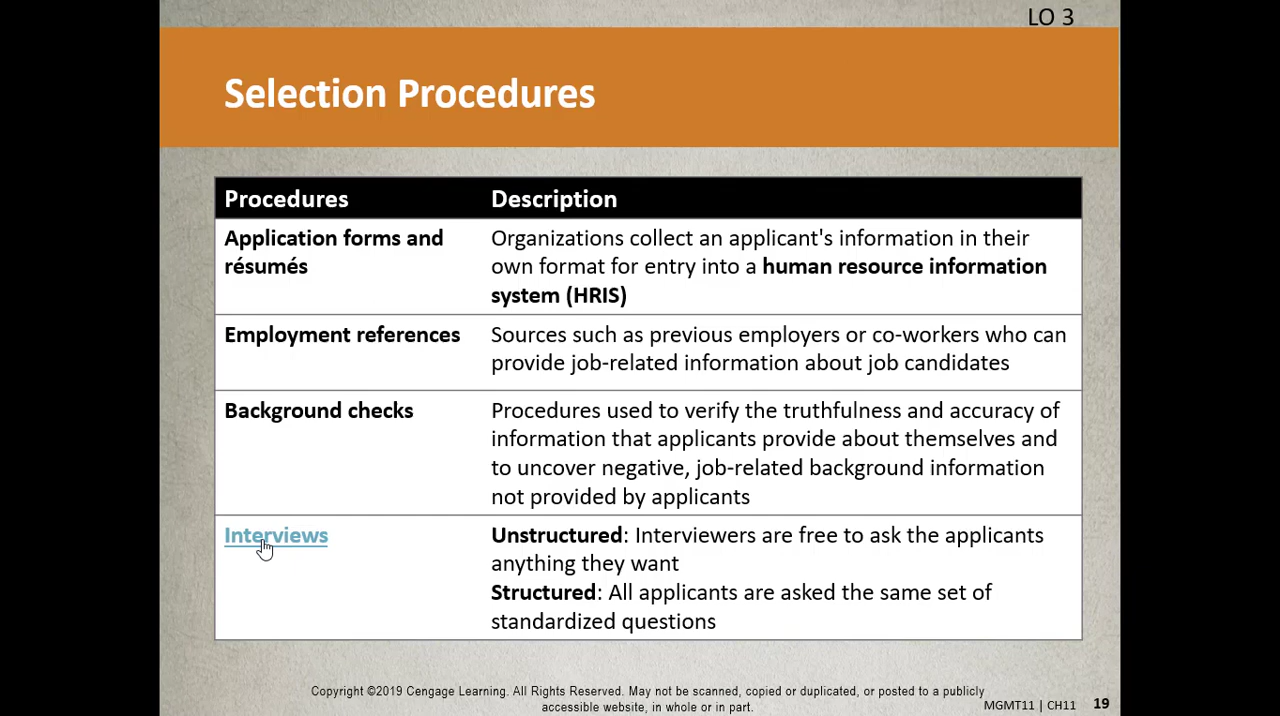 LO 3
Selection Procedures
Procedures
Description
Application forms and
résumés
Organizations collect an applicant's information in their
own format for entry into a human resource information
system (HRIS)
Employment references
Sources such as previous employers or co-workers who can
provide job-related information about job candidates
Background checks
Procedures used to verify the truthfulness and accuracy of
information that applicants provide about themselves and
to uncover negative, job-related background information
not provided by applicants
Interviews
Unstructured: Interviewers are free to ask the applicants
anything they want
Structured: All applicants are asked the same set of
standardized questions
Copyright ©2019 Cengage Learning. All Rights Reserved. May not be scanned, copied or duplicated, or posted to a publicly
accessible website, in whole or in part.
MGMT11 | CH11
19